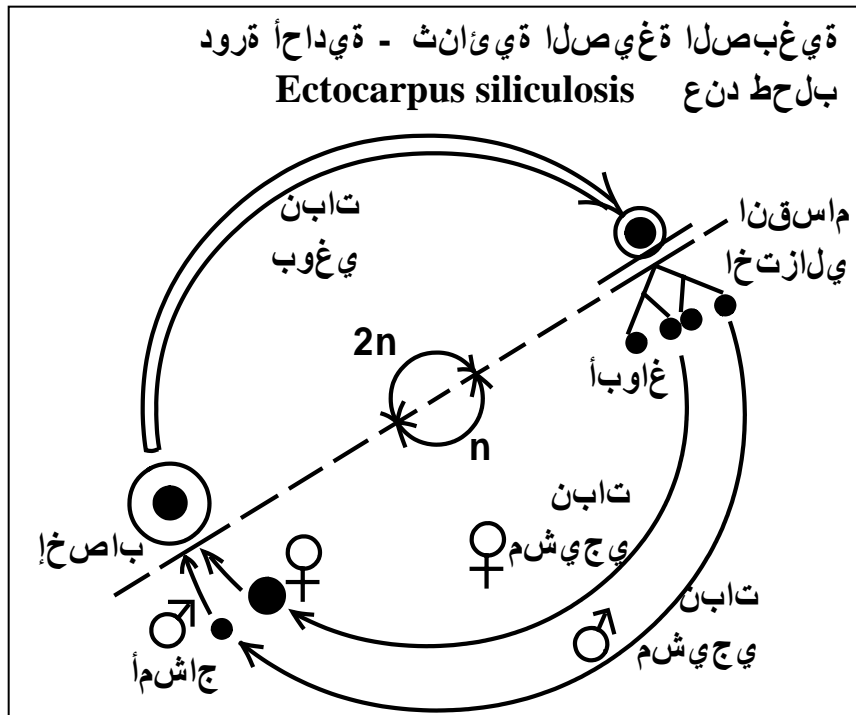 دورة أحادية - ثنائية الصيغة الصبغية
عند طحلب Ectocarpus siliculosis
نبات
بوغي
انقسام
اختزالي
2n
أبواغ
n
نبات
مشيجي ♀
إخصاب
♀
نبات
مشيجي ♂
♂
أمشاج